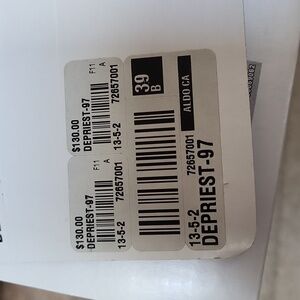 $130.00
F11
DEPRIEST-97
A
13-5-2
72657001
$130.00
F11
DEPRIEST-97
A
13-5-2
72657001
39
B
ALDO CA
13-5-2
72657001
DEPRIEST-97